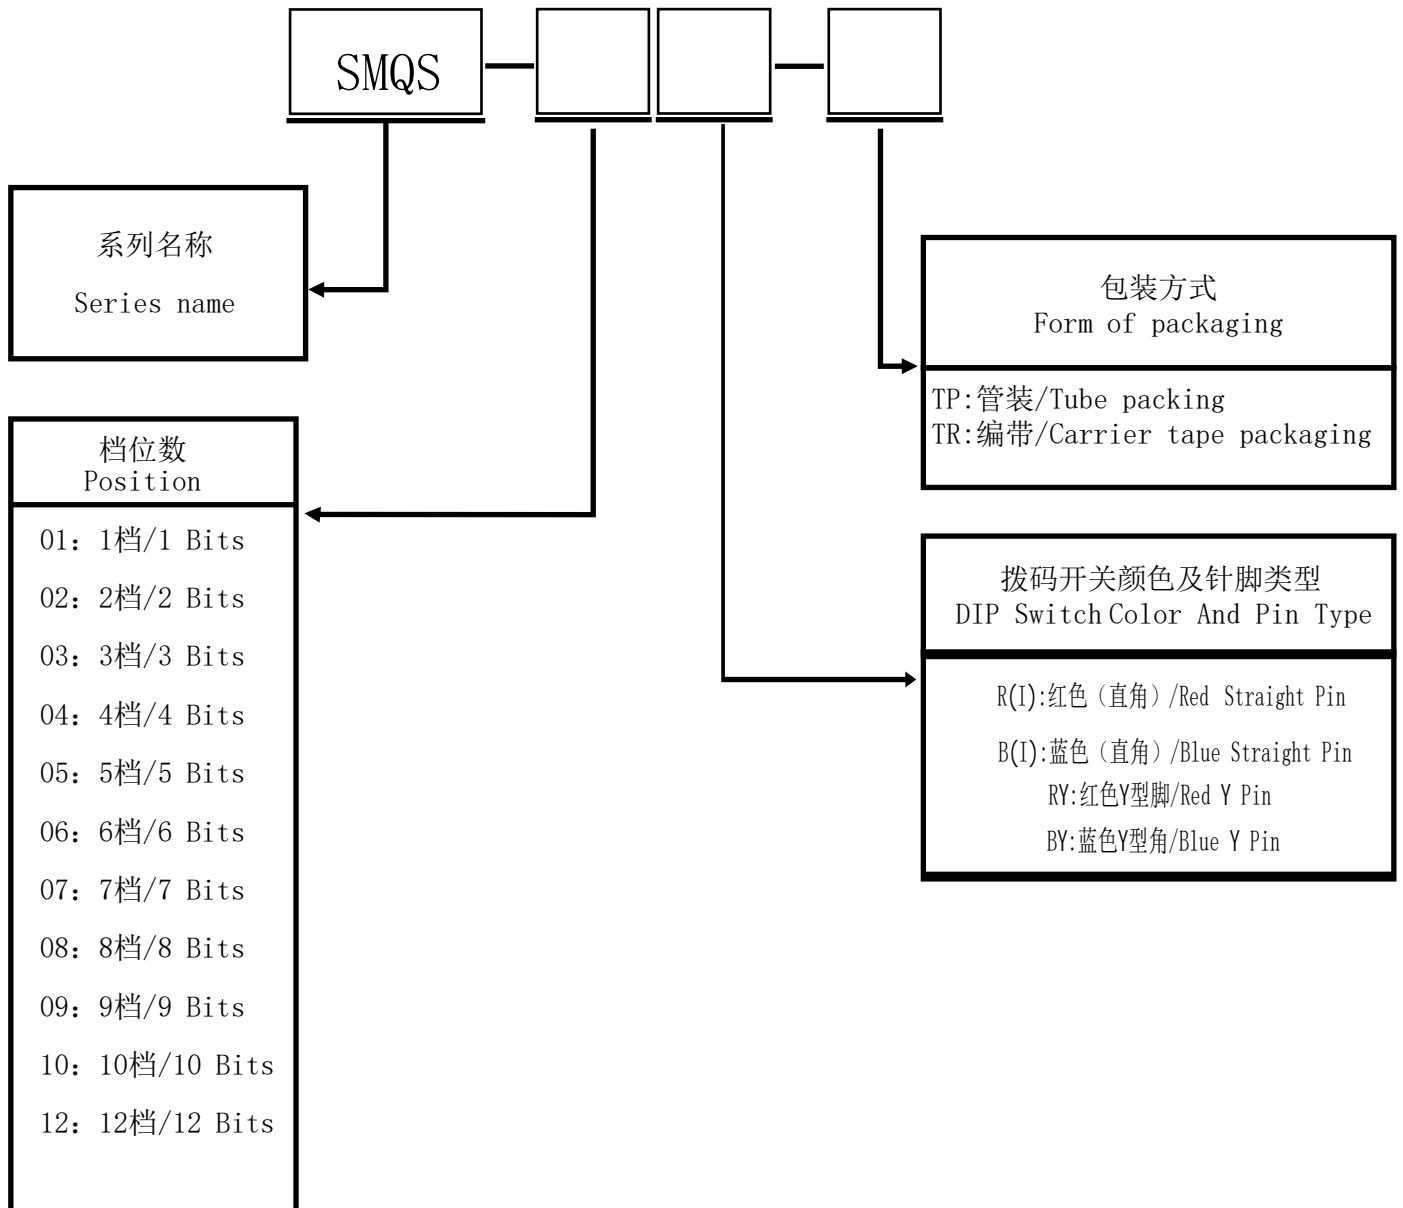 SMQS
系列名称
Series name
档位数
Position
01: 1档/1 Bits
02: 2档/2 Bits
03: 3档/3 Bits
04: 4档/4 Bits
05: 5档/5 Bits
06: 6档/6 Bits
07: 7档/7 Bits
08: 8档/8 Bits
09: 9档/9 Bits
10: 10档/10 Bits
12: 12档/12 Bits
包装方式
Form of packaging
TP:管装/Tube packing
TR:编带/Carrier tape packaging
拨码开关颜色及针脚类型
DIP Switch Color And Pin Type
R(I):红色（直角）/Red Straight Pin
B(I):蓝色（直角）/Blue Straight Pin
RY:红色Y型脚/Red Y Pin
BY:蓝色Y型角/Blue Y Pin